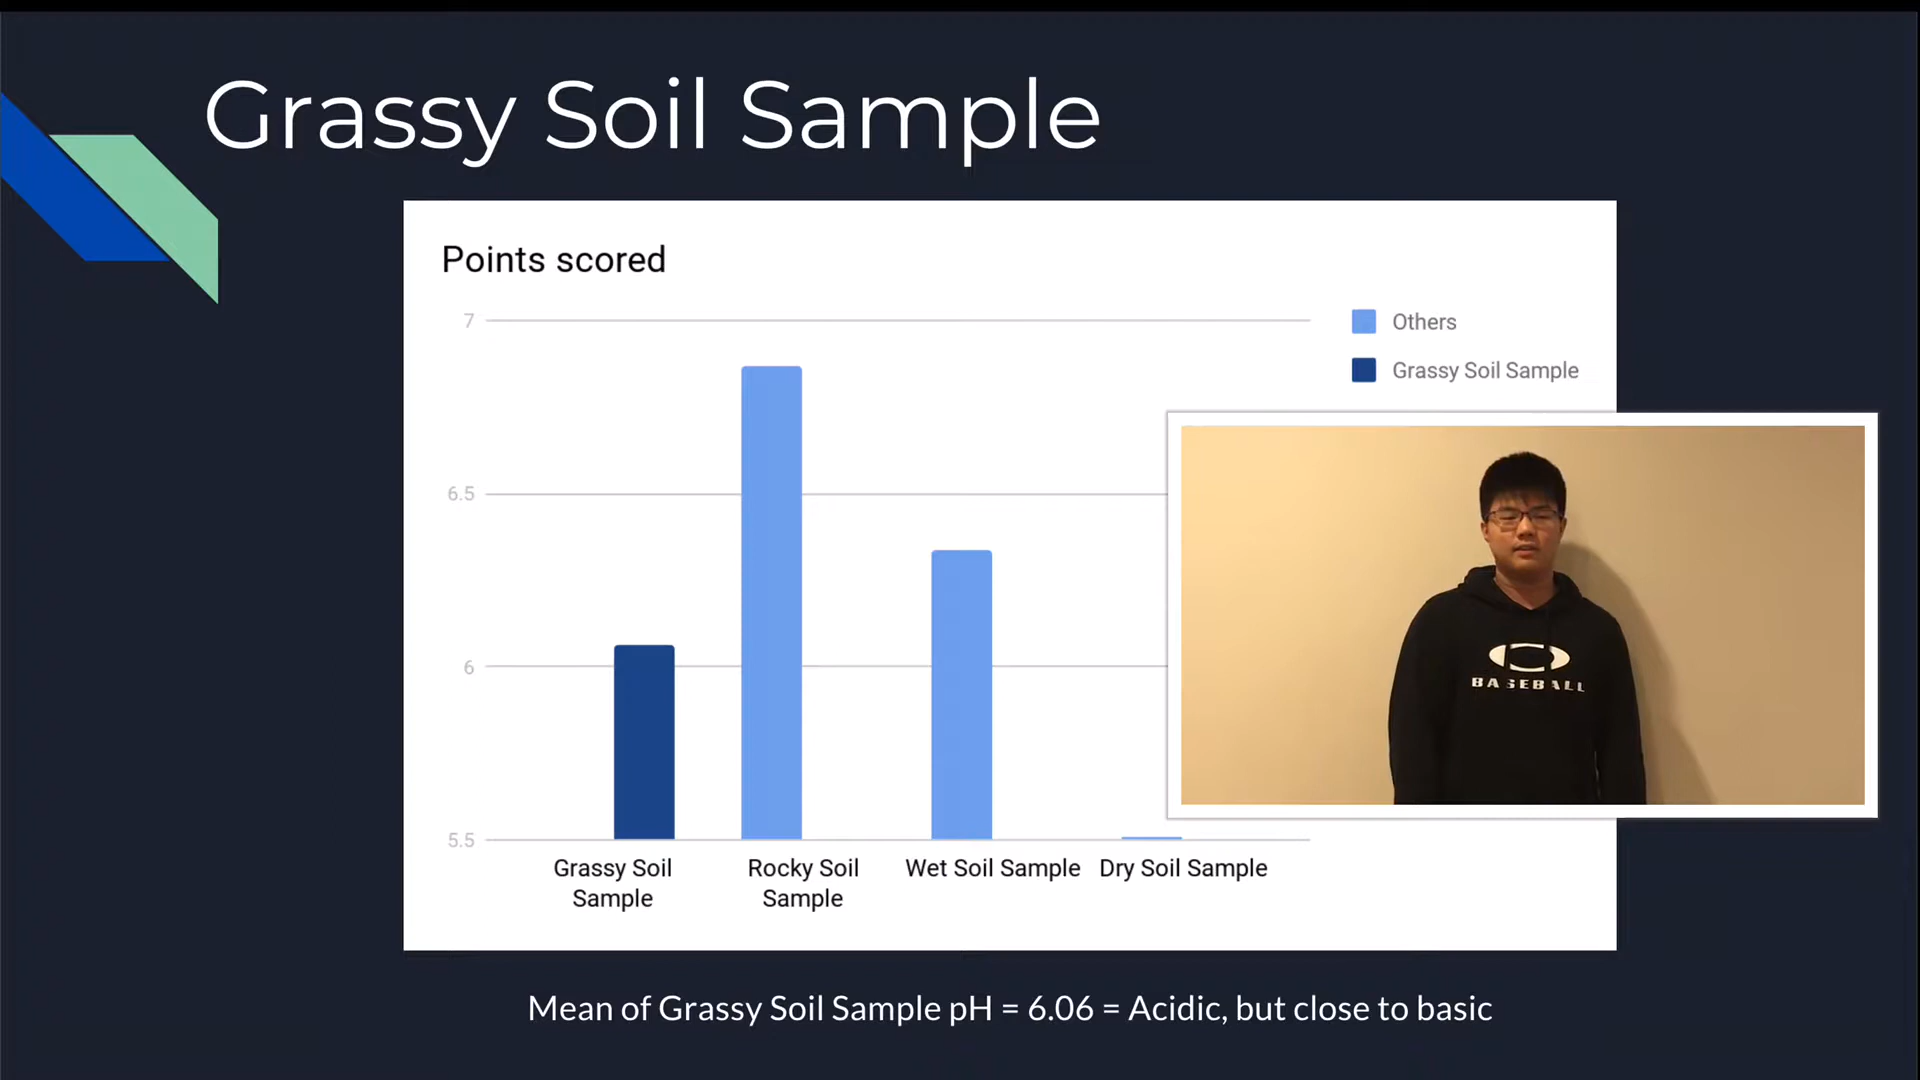 Grassy Soil Sample
Points scored
7
6.5
6
5.5
Others
Grassy Soil Sample
BASEBALL
Grassy Soil
Sample
Rocky Soil
Sample
Wet Soil Sample
Dry Soil Sample
Mean of Grassy Soil Sample pH = 6.06 = Acidic, but close to basic